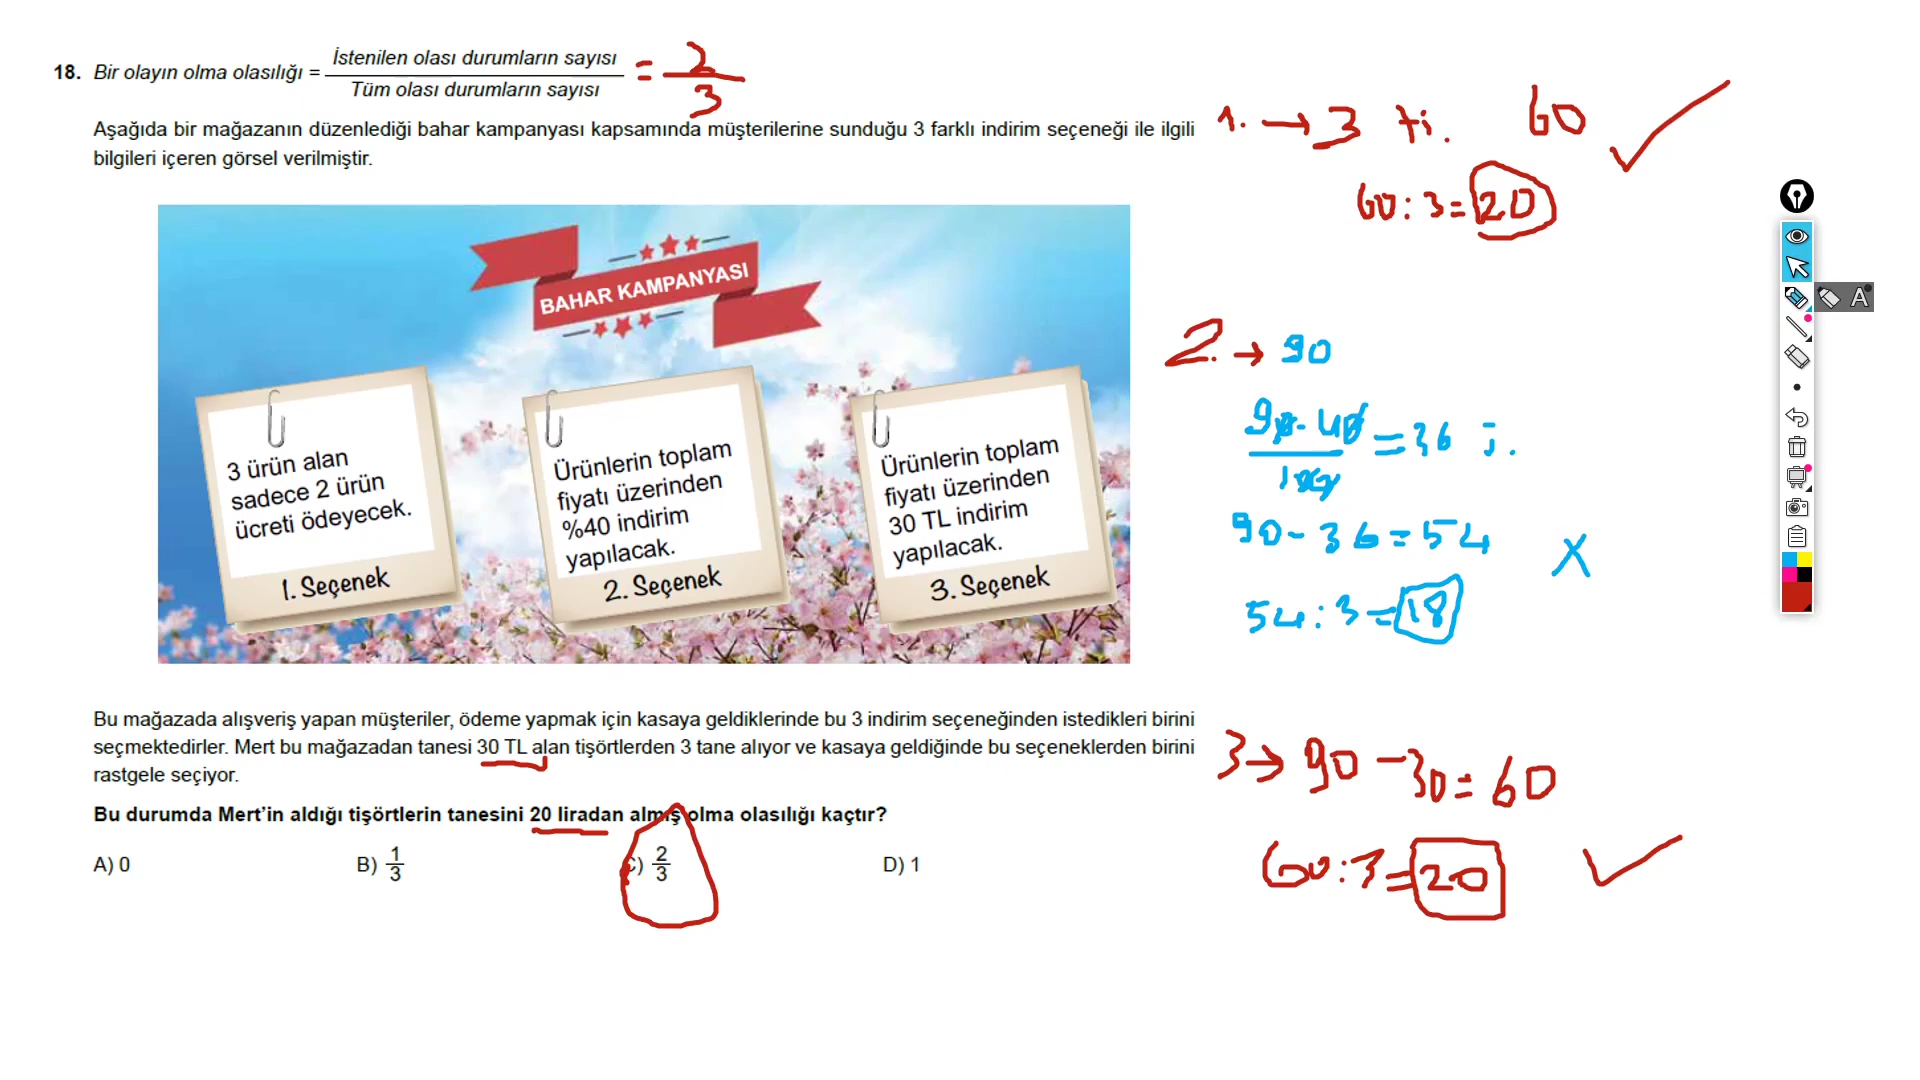 18. Bir olayın olma olasılığı = İstenilen olası durumların sayısı / Tüm olası durumların sayısı = 2/3
Aşağıda bir mağazanın düzenlediği bahar kampanyası kapsamında müşterilerine sunduğu 3 farklı indirim seçeneği ile ilgili
bilgileri içeren görsel verilmiştir.
BAHAR KAMPANYASI
3 ürün alan
sadece 2 ürün
ücreti ödeyecek.
1. Seçenek
Ürünlerin toplam
fiyatı üzerinden
%40 indirim
yapılacak.
2. Seçenek
Ürünlerin toplam
fiyatı üzerinden
30 TL indirim
yapılacak.
3. Seçenek
Bu mağazada alışveriş yapan müşteriler, ödeme yapmak için kasaya geldiklerinde bu 3 indirim seçeneğinden istedikleri birini
seçmektedirler. Mert bu mağazadan tanesi 30 TL alan tişörtlerden 3 tane alıyor ve kasaya geldiğinde bu seçeneklerden birini
rastgele seçiyor.
Bu durumda Mert'in aldığı tişörtlerin tanesini 20 liradan almış olma olasılığı kaçtır?
A) 0
B) 1/3
C) 2/3
D) 1
1. → 3 ti. 60
60:3=20
2. → 90
90.40/100=36 i.
90-36=54
54:3=18
3→90-30=60
60:3=20
A